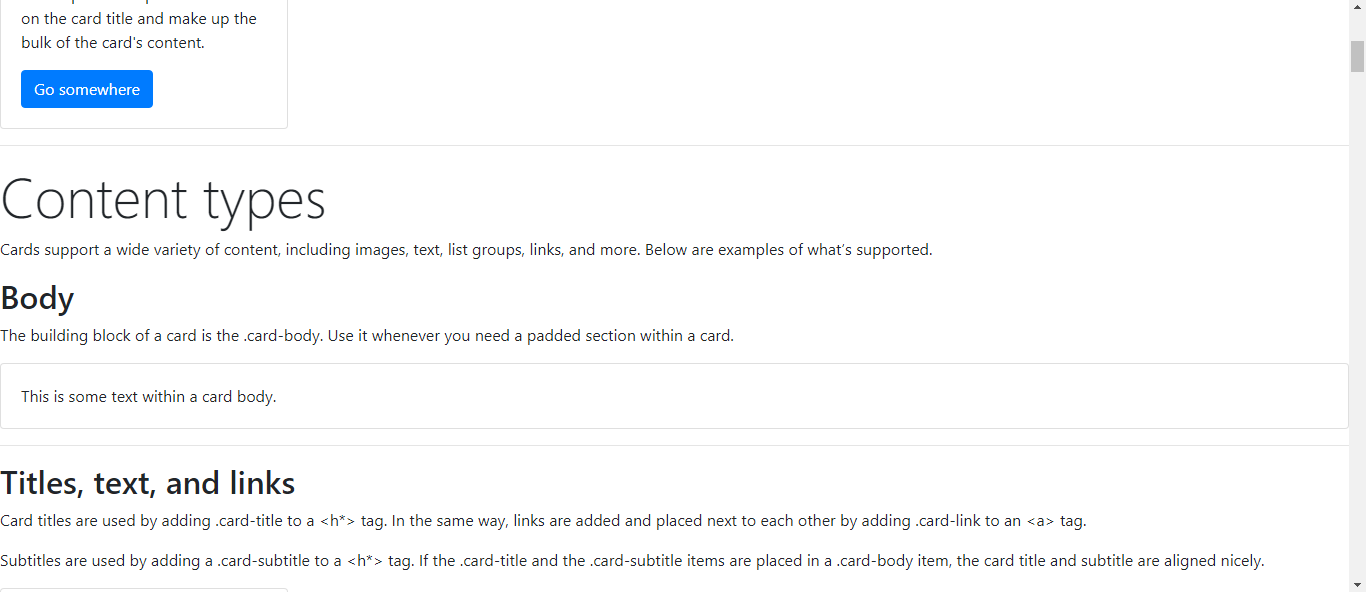 on the card title and make up the
bulk of the card's content.
Go somewhere
Content types
Cards support a wide variety of content, including images, text, list groups, links, and more. Below are examples of what’s supported.
Body
The building block of a card is the .card-body. Use it whenever you need a padded section within a card.
This is some text within a card body.
Titles, text, and links
Card titles are used by adding .card-title to a <h*> tag. In the same way, links are added and placed next to each other by adding .card-link to an <a> tag.
Subtitles are used by adding a .card-subtitle to a <h*> tag. If the .card-title and the .card-subtitle items are placed in a .card-body item, the card title and subtitle are aligned nicely.